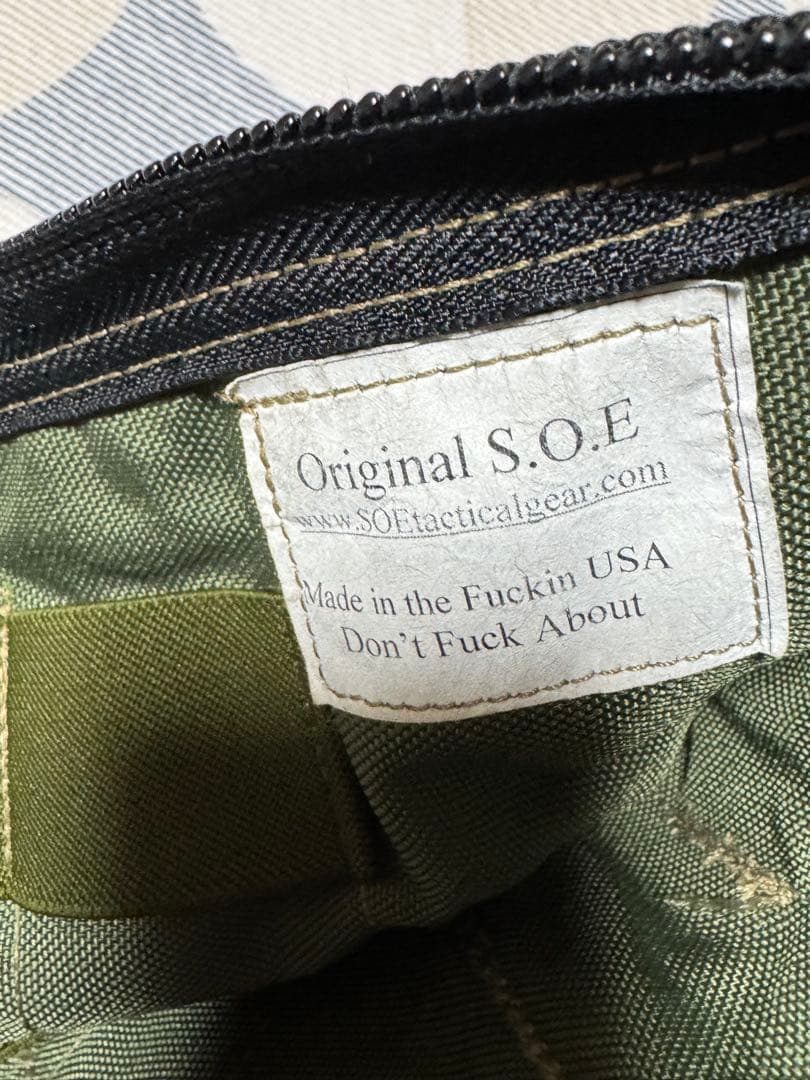 Original S.O.E
www.SOEtacticalgear.com
Made in the Fuckin USA
Don't Fuck About